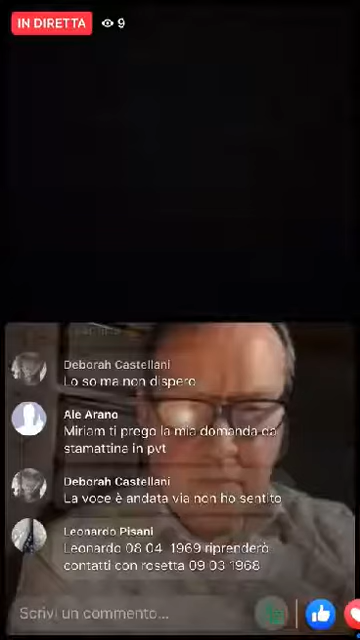 IN DIRETTA 9
Deborah Castellani
Lo so ma non dispero
Ale Arano
Miriam ti prego la mia domanda da
stamattina in pvt
Deborah Castellani
La voce è andata via non ho sentito
Leonardo Pisani
Leonardo 08 04 1969 riprenderò
contatti con rosetta 09 03 1968
Scrivi un commento...